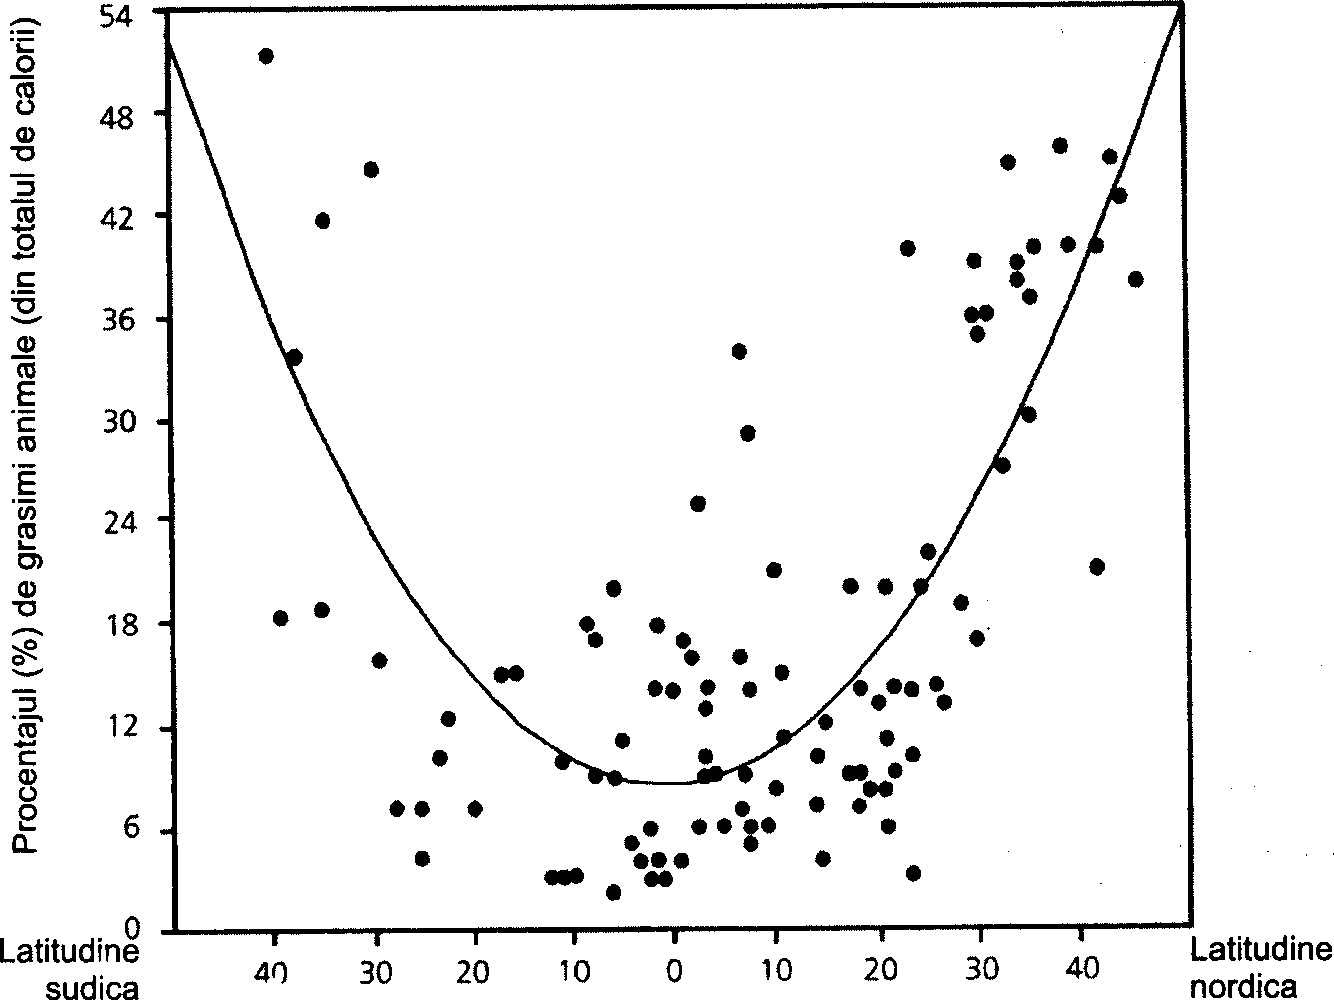 Procentajul (%) de grasimi animale (din totalul de calorii)
54
48
42
36
30
24
18
12
6
0
Latitudine
sudica
40 30 20 10 0 10 20 30 40
Latitudine
nordica